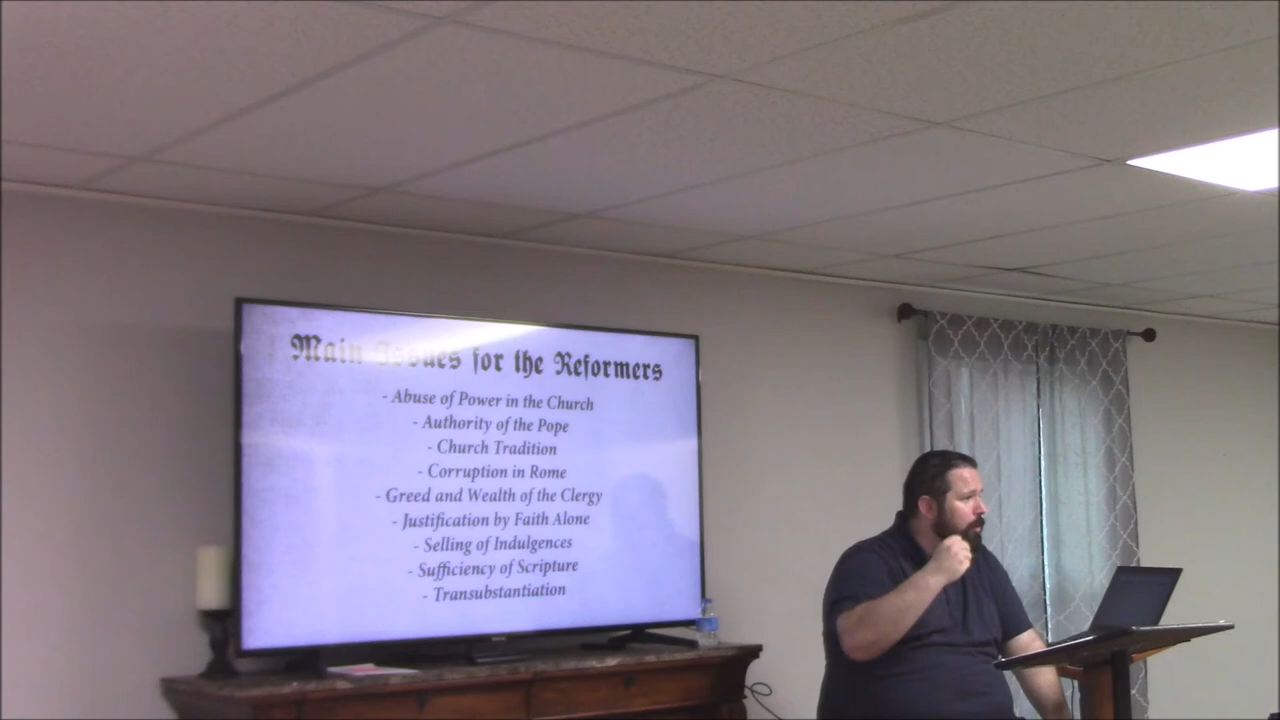 Main Issues for the Reformers
- Abuse of Power in the Church
- Authority of the Pope
- Church Tradition
- Corruption in Rome
- Greed and Wealth of the Clergy
- Justification by Faith Alone
- Selling of Indulgences
- Sufficiency of Scripture
- Transubstantiation